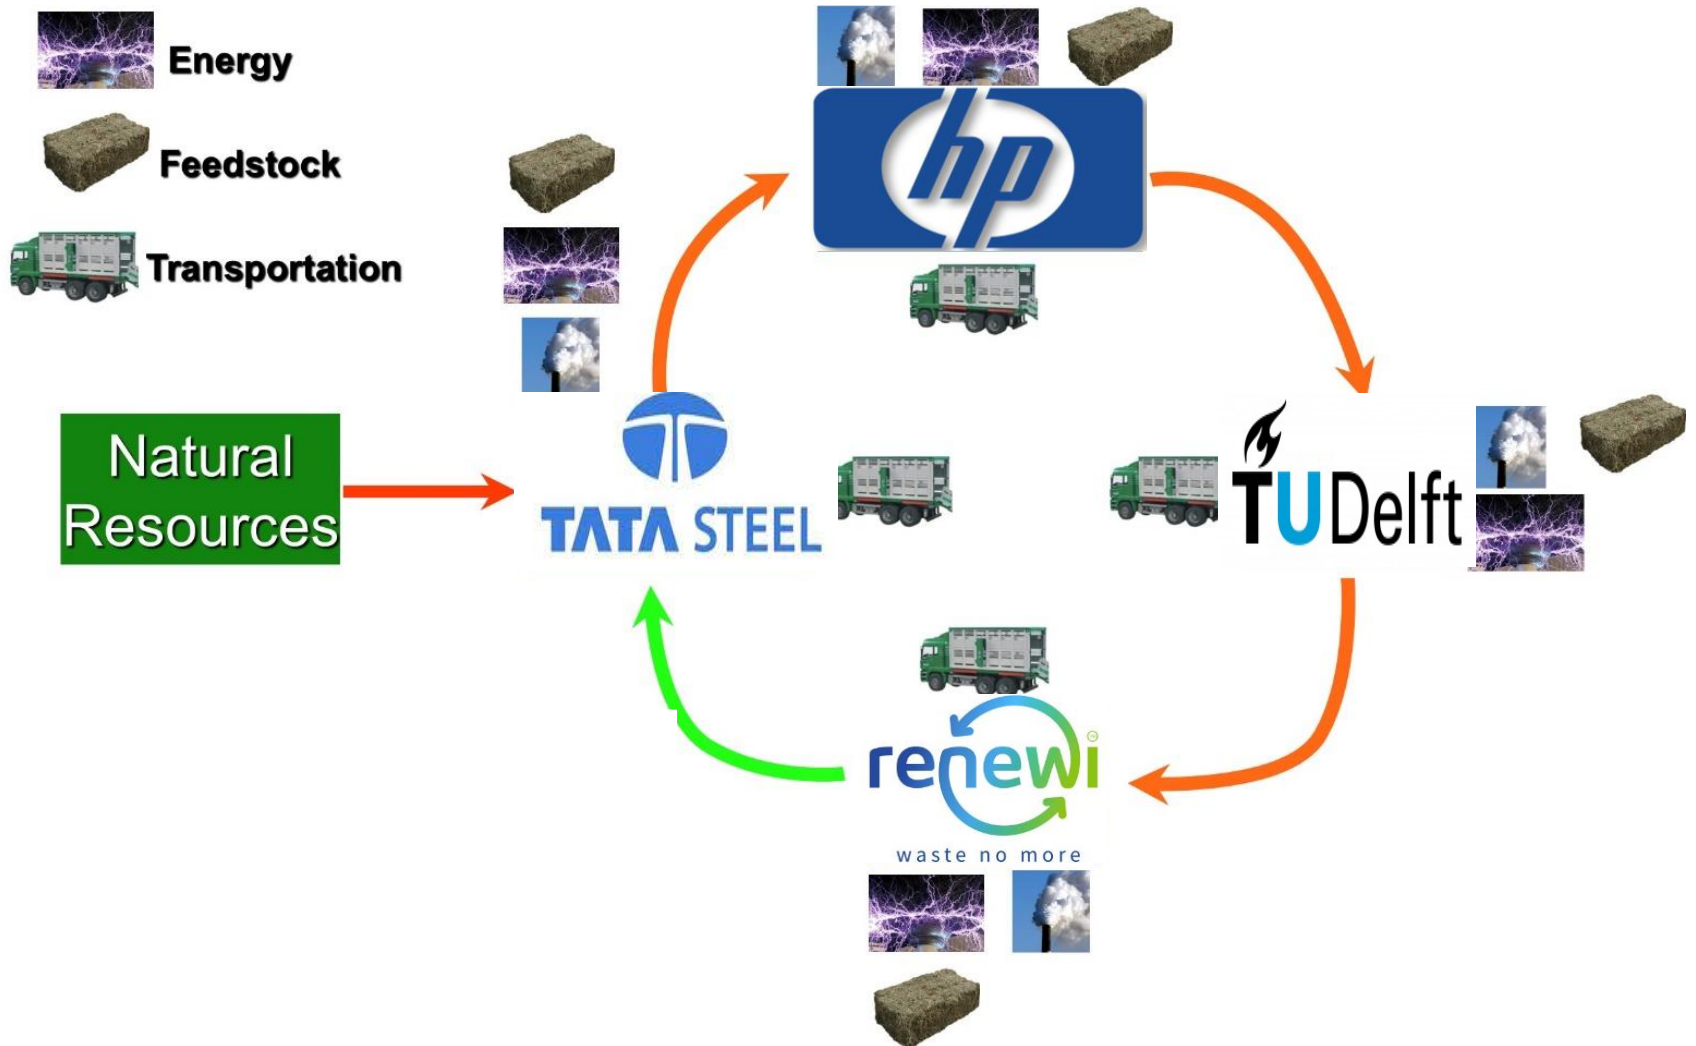 Energy
Feedstock
Transportation
hp
Natural
Resources
TATA STEEL
TUDelft
renewi
waste no more